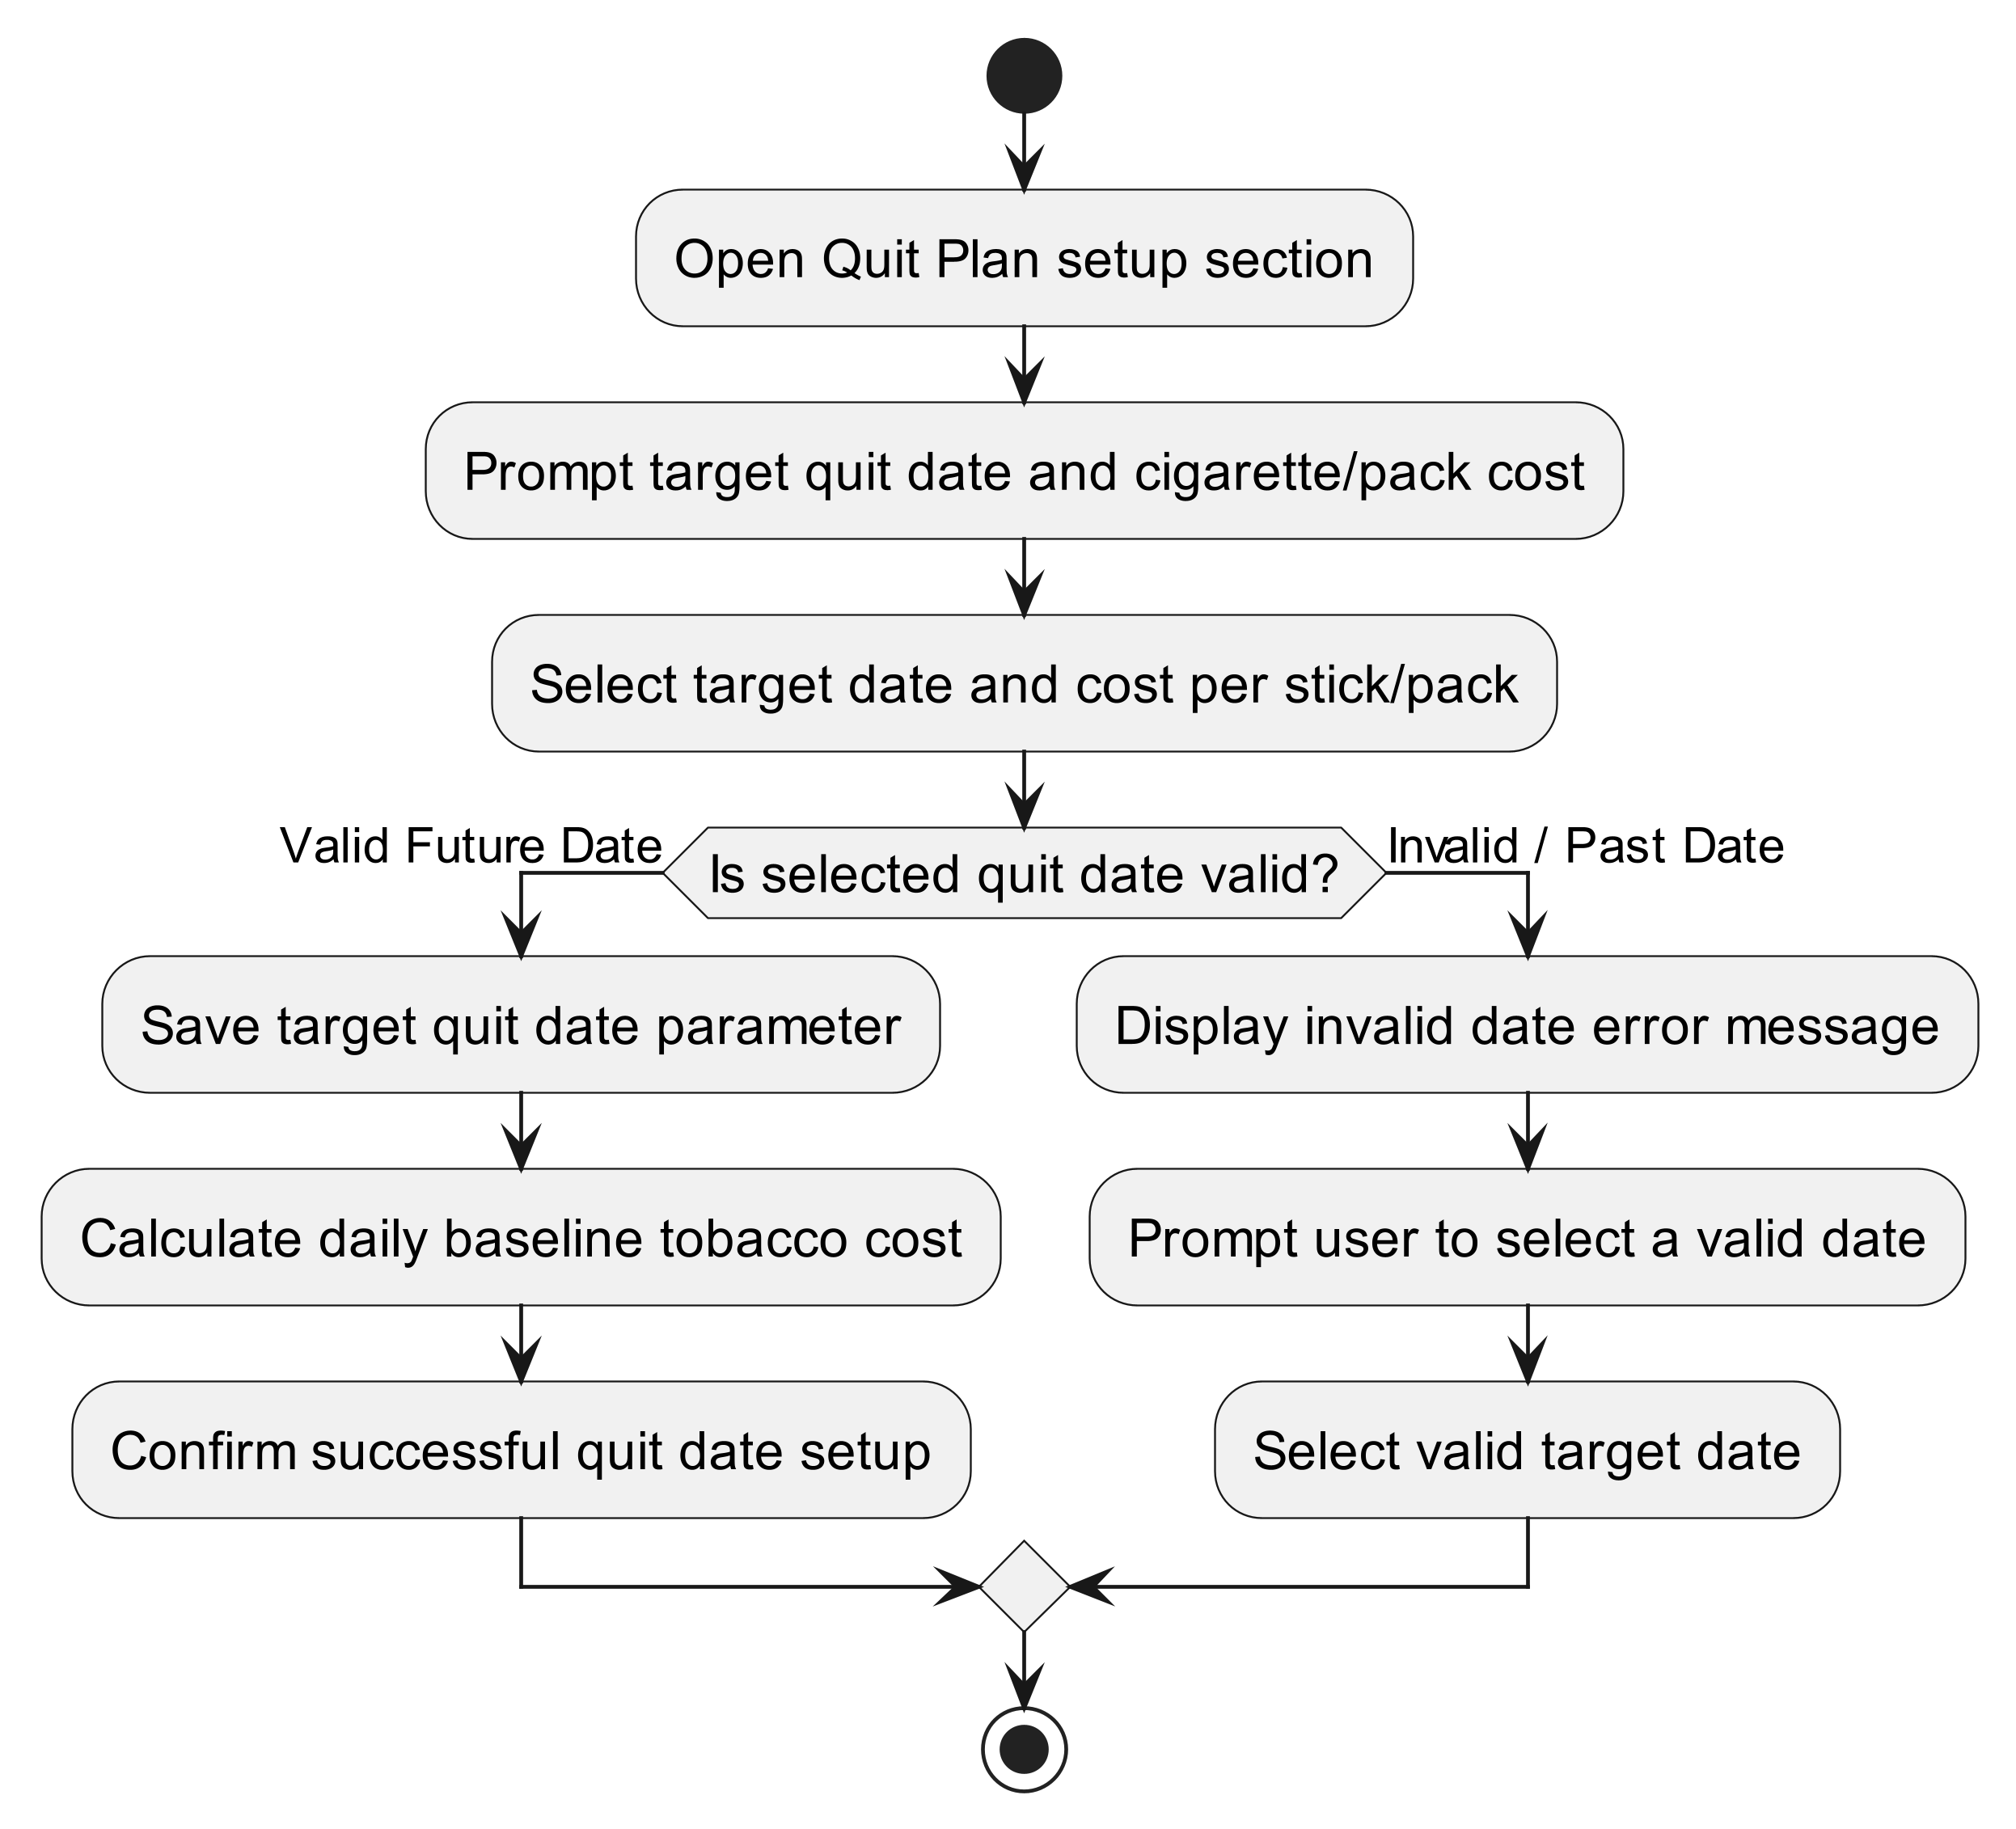 Open Quit Plan setup section
Prompt target quit date and cigarette/pack cost
Select target date and cost per stick/pack
Valid Future Date
Is selected quit date valid?
Invalid / Past Date
Save target quit date parameter
Display invalid date error message
Calculate daily baseline tobacco cost
Prompt user to select a valid date
Confirm successful quit date setup
Select valid target date